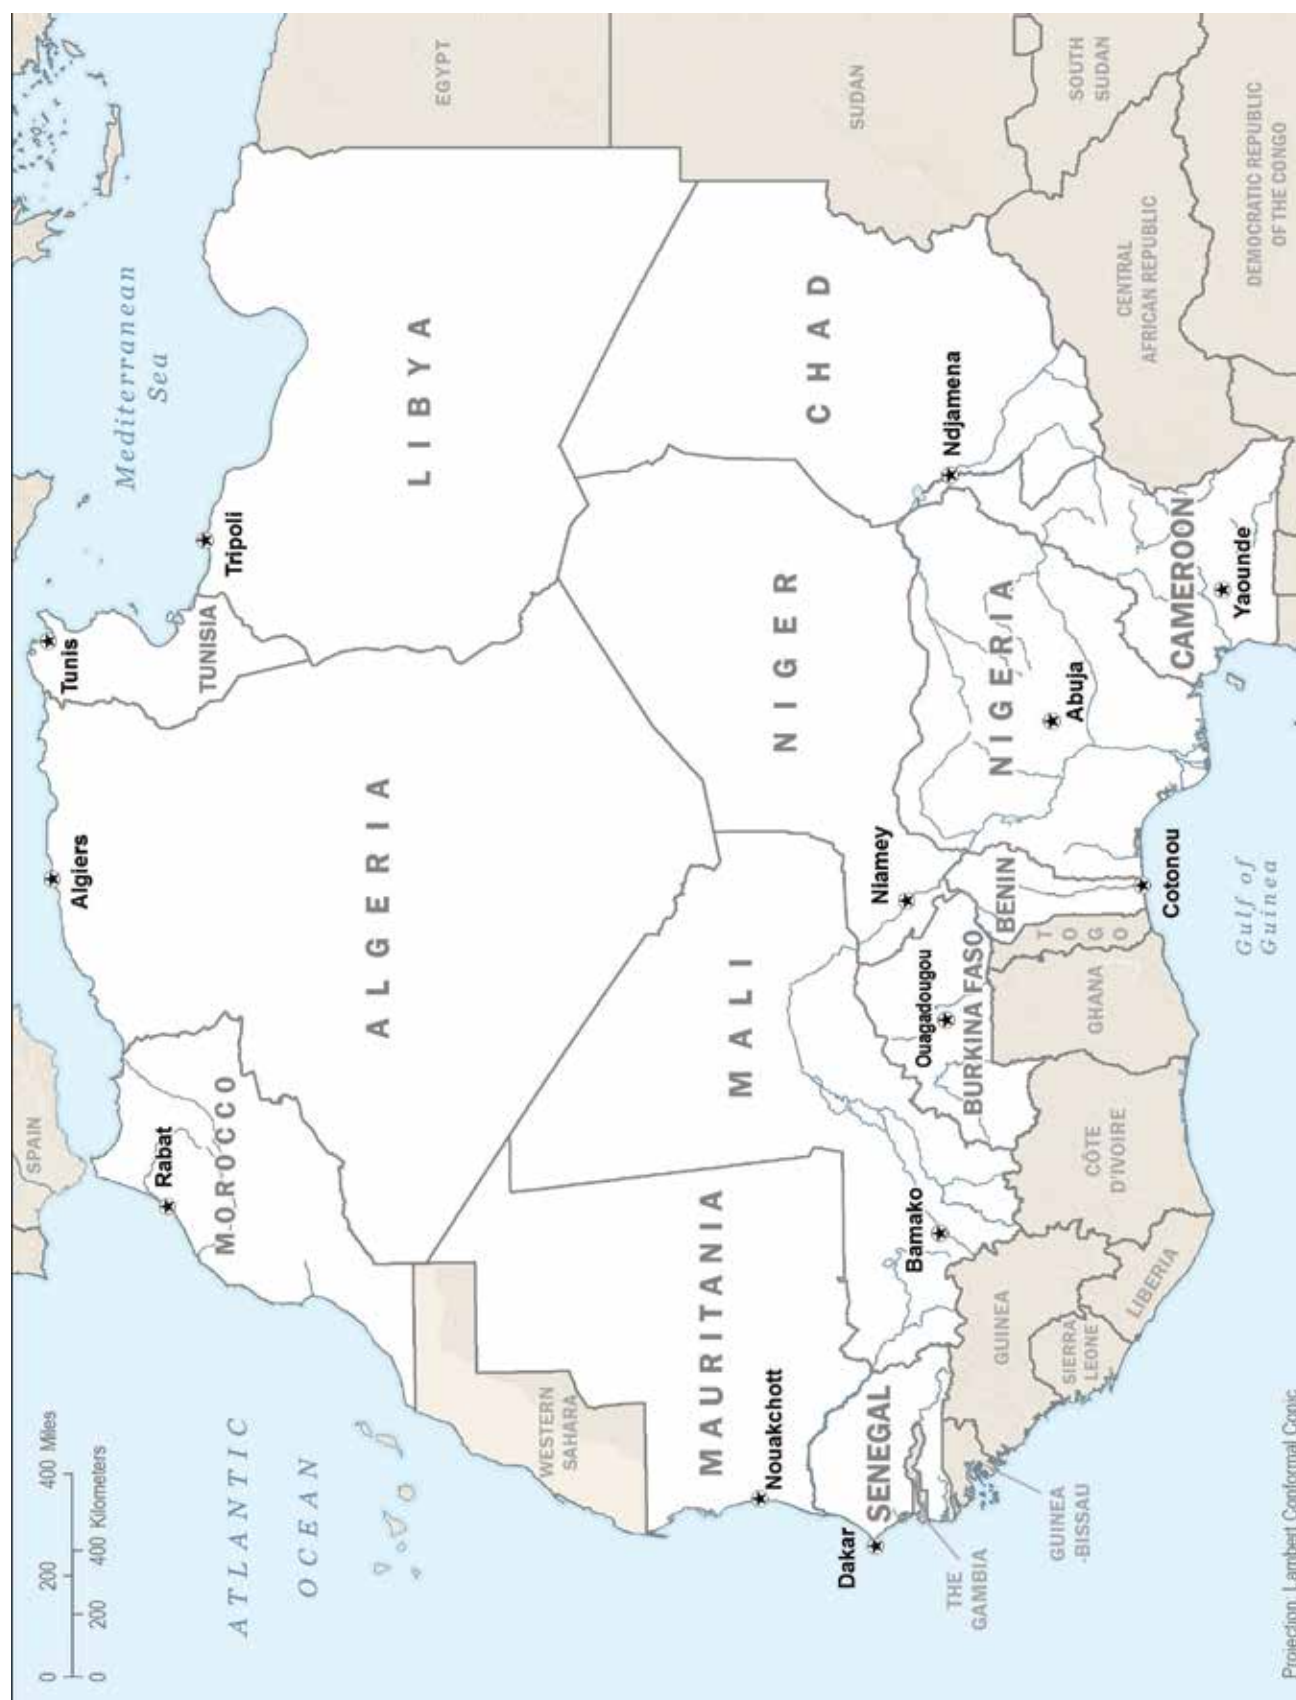 0 200 400 Miles
0 200 400 Kilometers
ATLANTIC
OCEAN
SPAIN
Mediterranean
Sea
Rabat
MOROCCO
Algiers
ALGERIA
Tunis
TUNISIA
Tripoli
LIBYA
EGYPT
WESTERN
SAHARA
MAURITANIA
Nouakchott
MALI
Bamako
NIGER
Niamey
CHAD
Ndjamena
SUDAN
SOUTH
SUDAN
Dakar
SENEGAL
THE
GAMBIA
GUINEA
-BISSAU
GUINEA
SIERRA
LEONE
LIBERIA
CÔTE
D'IVOIRE
Ouagadougou
BURKINA FASO
GHANA
TOGO
BENIN
Cotonou
NIGERIA
Abuja
CAMEROON
Yaounde
CENTRAL
AFRICAN REPUBLIC
DEMOCRATIC REPUBLIC
OF THE CONGO
Gulf of
Guinea
Projection: Lambert Conformal Conic